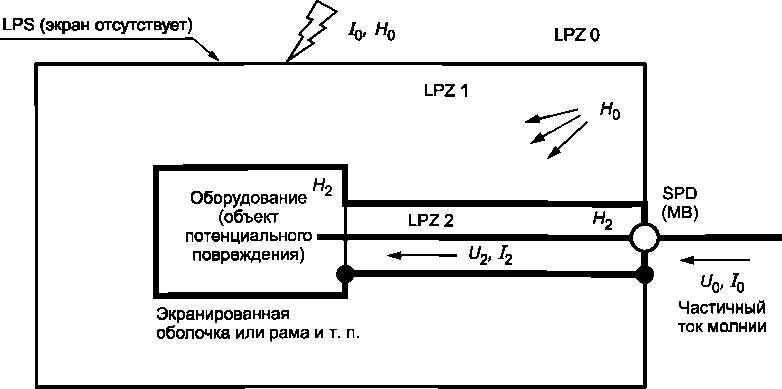 LPS (экран отсутствует)
I₀, H₀
LPZ 0
LPZ 1
H₀
Оборудование
(объект
потенциального
повреждения)
H₂
LPZ 2
H₂
SPD
(МВ)
U₂, I₂
U₀, I₀
Частичный
ток молнии
Экранированная
оболочка или рама и т. п.